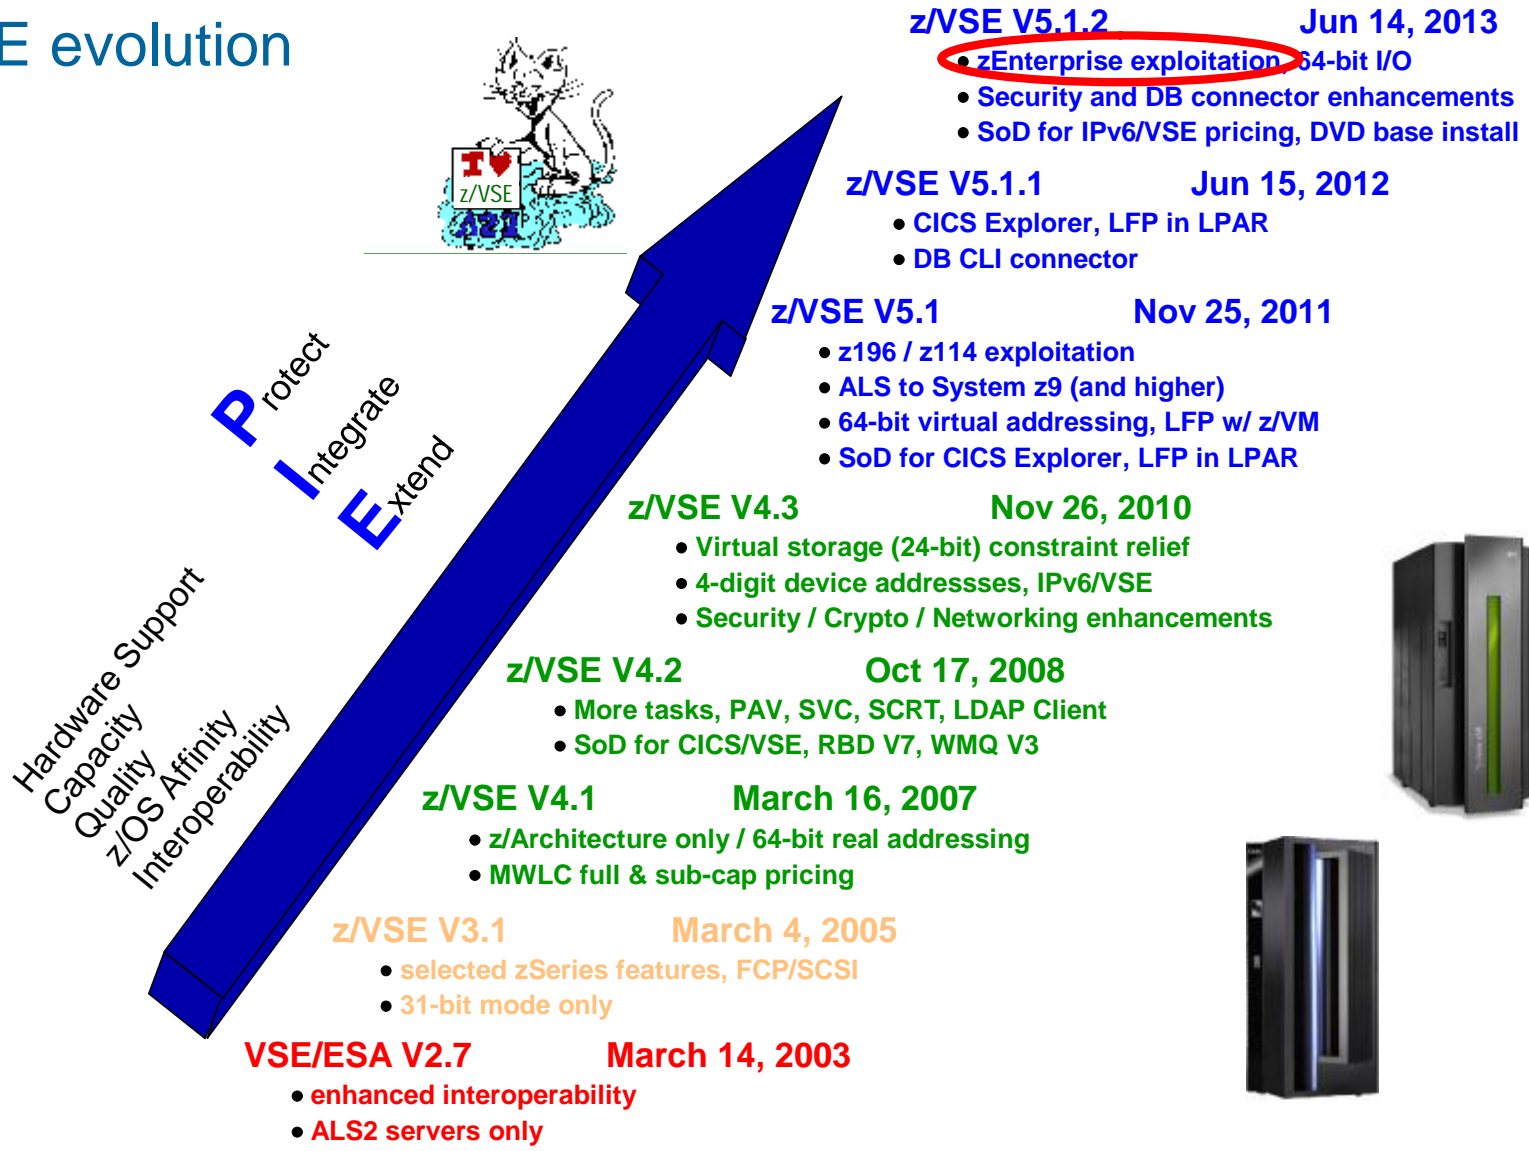 E evolution
I ♥
z/VSE
z/VSE V5.1.2 Jun 14, 2013
• zEnterprise exploitation, 64-bit I/O
• Security and DB connector enhancements
• SoD for IPv6/VSE pricing, DVD base install
z/VSE V5.1.1 Jun 15, 2012
• CICS Explorer, LFP in LPAR
• DB CLI connector
z/VSE V5.1 Nov 25, 2011
• z196 / z114 exploitation
• ALS to System z9 (and higher)
• 64-bit virtual addressing, LFP w/ z/VM
• SoD for CICS Explorer, LFP in LPAR
Protect
Integrate
Extend
z/VSE V4.3 Nov 26, 2010
• Virtual storage (24-bit) constraint relief
• 4-digit device addressses, IPv6/VSE
• Security / Crypto / Networking enhancements
Hardware Support
Capacity
Quality
z/OS Affinity
Interoperability
z/VSE V4.2 Oct 17, 2008
• More tasks, PAV, SVC, SCRT, LDAP Client
• SoD for CICS/VSE, RBD V7, WMQ V3
z/VSE V4.1 March 16, 2007
• z/Architecture only / 64-bit real addressing
• MWLC full & sub-cap pricing
z/VSE V3.1 March 4, 2005
• selected zSeries features, FCP/SCSI
• 31-bit mode only
VSE/ESA V2.7 March 14, 2003
• enhanced interoperability
• ALS2 servers only